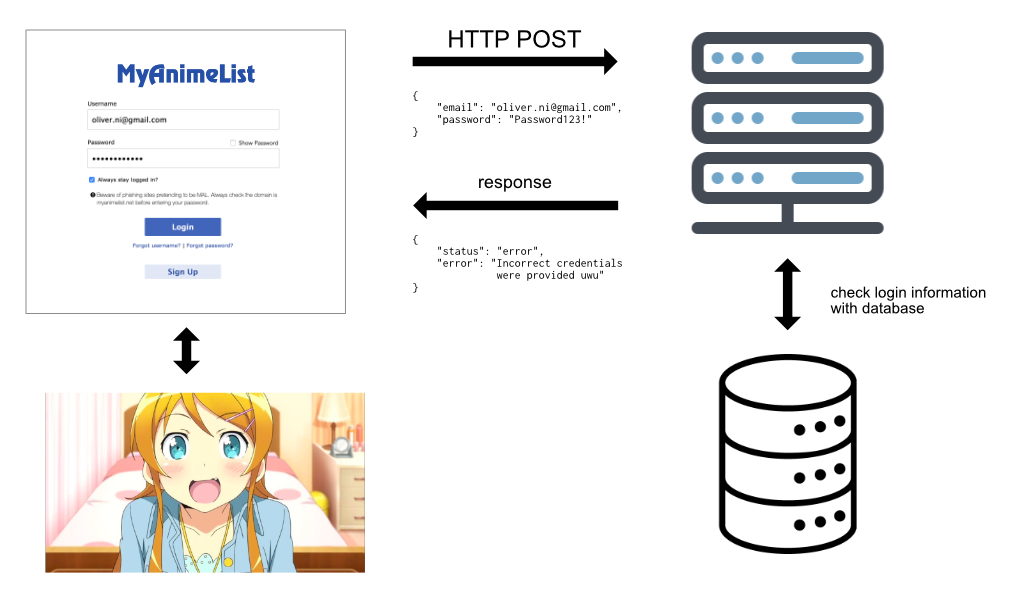 MyAnimeList
Username
oliver.ni@gmail.com
Password
Show Password
••••••••••••
Always stay logged in?
Beware of phishing sites pretending to be MAL. Always check the domain is
myanimelist.net before entering your password.
Login
Forgot username? | Forgot password?
Sign Up
HTTP POST
{
"email": "oliver.ni@gmail.com",
"password": "Password123!"
}
response
{
"status": "error",
"error": "Incorrect credentials
were provided uwu"
}
check login information
with database